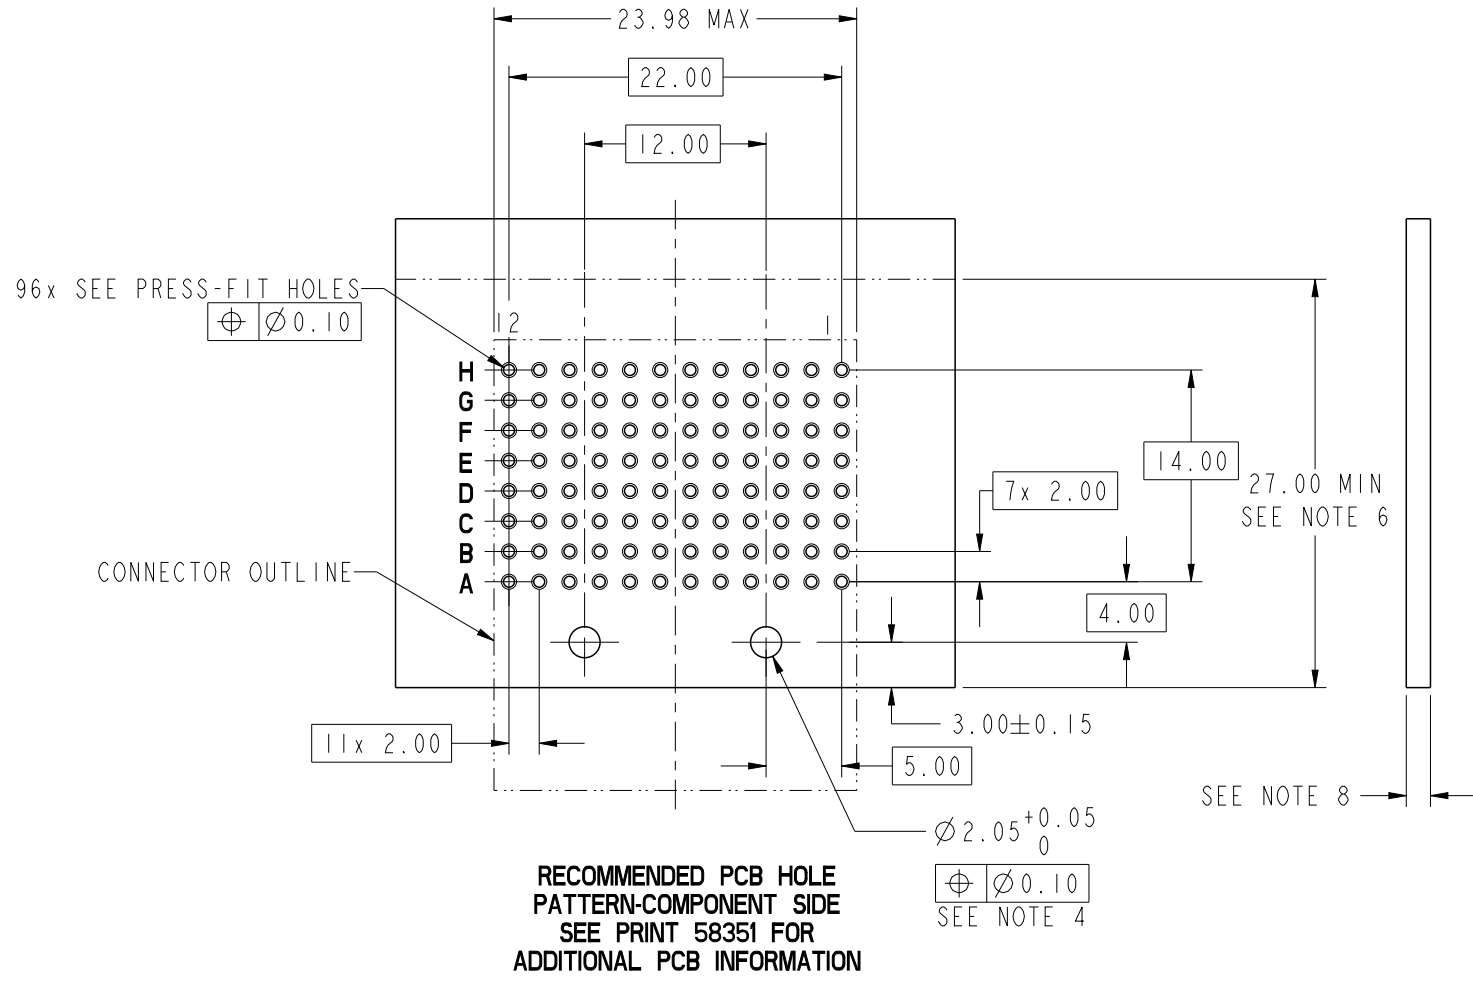 23.98 MAX
22.00
12.00
96x SEE PRESS-FIT HOLES
⌖ ∅0.10
12 1
H
G
F
E
D
C
B
A
14.00
7x 2.00
27.00 MIN
SEE NOTE 6
CONNECTOR OUTLINE
4.00
3.00±0.15
11x 2.00
5.00
SEE NOTE 8
∅2.05 +0.05
0
⌖ ∅0.10
SEE NOTE 4
RECOMMENDED PCB HOLE
PATTERN-COMPONENT SIDE
SEE PRINT 58351 FOR
ADDITIONAL PCB INFORMATION